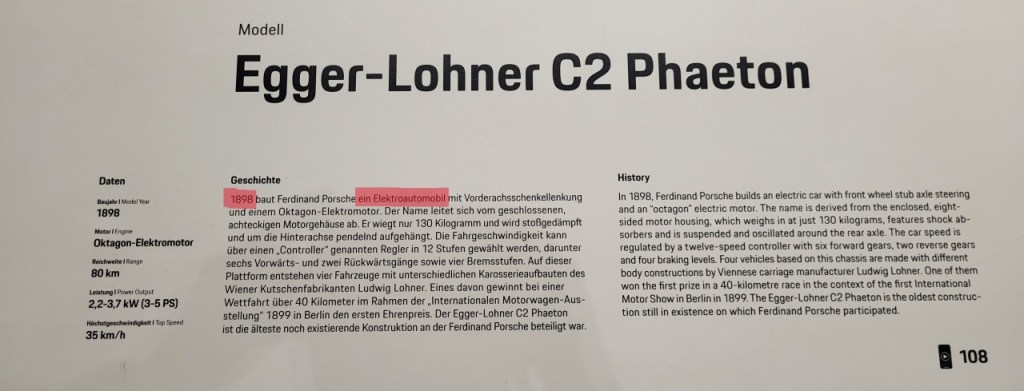 Modell
Egger-Lohner C2 Phaeton
Daten
Baujahr | Model Year
1898
Motor | Engine
Oktagon-Elektromotor
Reichweite | Range
80 km
Leistung | Power Output
2,2-3,7 kW (3-5 PS)
Höchstgeschwindigkeit | Top Speed
35 km/h
Geschichte
1898 baut Ferdinand Porsche ein Elektroautomobil mit Vorderachsschenkellenkung
und einem Oktagon-Elektromotor. Der Name leitet sich vom geschlossenen,
achteckigen Motorgehäuse ab. Er wiegt nur 130 Kilogramm und wird stoßgedämpft
und um die Hinterachse pendelnd aufgehängt. Die Fahrgeschwindigkeit kann
über einen „Controller“ genannten Regler in 12 Stufen gewählt werden, darunter
sechs Vorwärts- und zwei Rückwärtsgänge sowie vier Bremsstufen. Auf dieser
Plattform entstehen vier Fahrzeuge mit unterschiedlichen Karosserieaufbauten des
Wiener Kutschenfabrikanten Ludwig Lohner. Eines davon gewinnt bei einer
Wettfahrt über 40 Kilometer im Rahmen der „Internationalen Motorwagen-Aus-
stellung“ 1899 in Berlin den ersten Ehrenpreis. Der Egger-Lohner C2 Phaeton
ist die älteste noch existierende Konstruktion an der Ferdinand Porsche beteiligt war.
History
In 1898, Ferdinand Porsche builds an electric car with front wheel stub axle steering
and an “octagon” electric motor. The name is derived from the enclosed, eight-
sided motor housing, which weighs in at just 130 kilograms, features shock ab-
sorbers and is suspended and oscillated around the rear axle. The car speed is
regulated by a twelve-speed controller with six forward gears, two reverse gears
and four braking levels. Four vehicles based on this chassis are made with different
body constructions by Viennese carriage manufacturer Ludwig Lohner. One of them
won the first prize in a 40-kilometre race in the context of the first International
Motor Show in Berlin in 1899. The Egger-Lohner C2 Phaeton is the oldest construc-
tion still in existence on which Ferdinand Porsche participated.
108